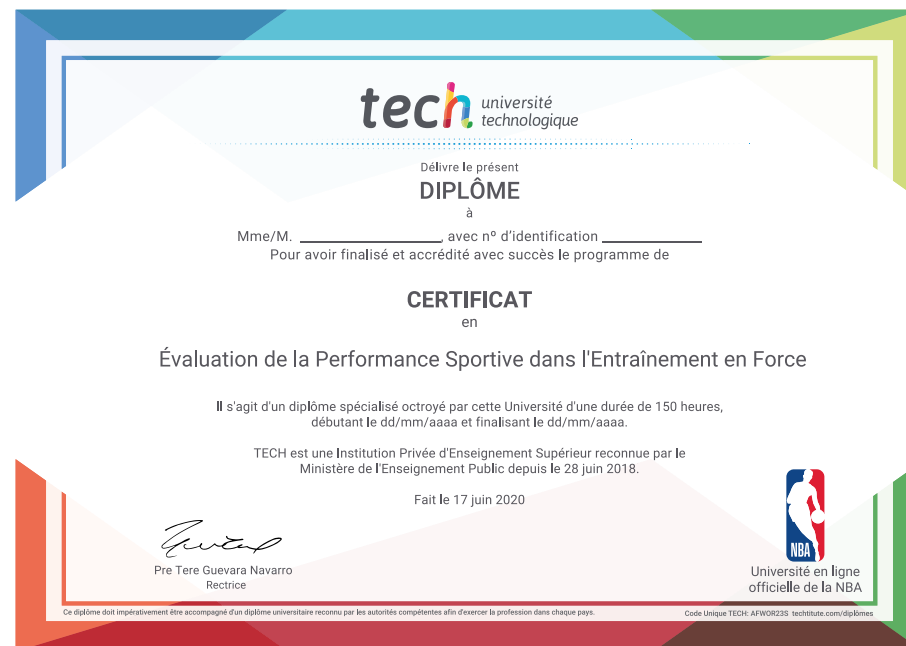 tech université
technologique
Délivre le présent
DIPLÔME
à
Mme/M. ____________________, avec nº d'identification ______________
Pour avoir finalisé et accrédité avec succès le programme de
CERTIFICAT
en
Évaluation de la Performance Sportive dans l'Entraînement en Force
Il s'agit d'un diplôme spécialisé octroyé par cette Université d'une durée de 150 heures,
débutant le dd/mm/aaaa et finalisant le dd/mm/aaaa.
TECH est une Institution Privée d'Enseignement Supérieur reconnue par le
Ministère de l'Enseignement Public depuis le 28 juin 2018.
Fait le 17 juin 2020
Pre Tere Guevara Navarro
Rectrice
NBA
Université en ligne
officielle de la NBA
Ce diplôme doit impérativement être accompagné d'un diplôme universitaire reconnu par les autorités compétentes afin d'exercer la profession dans chaque pays.
Code Unique TECH: AFWOR23S techtitute.com/diplômes